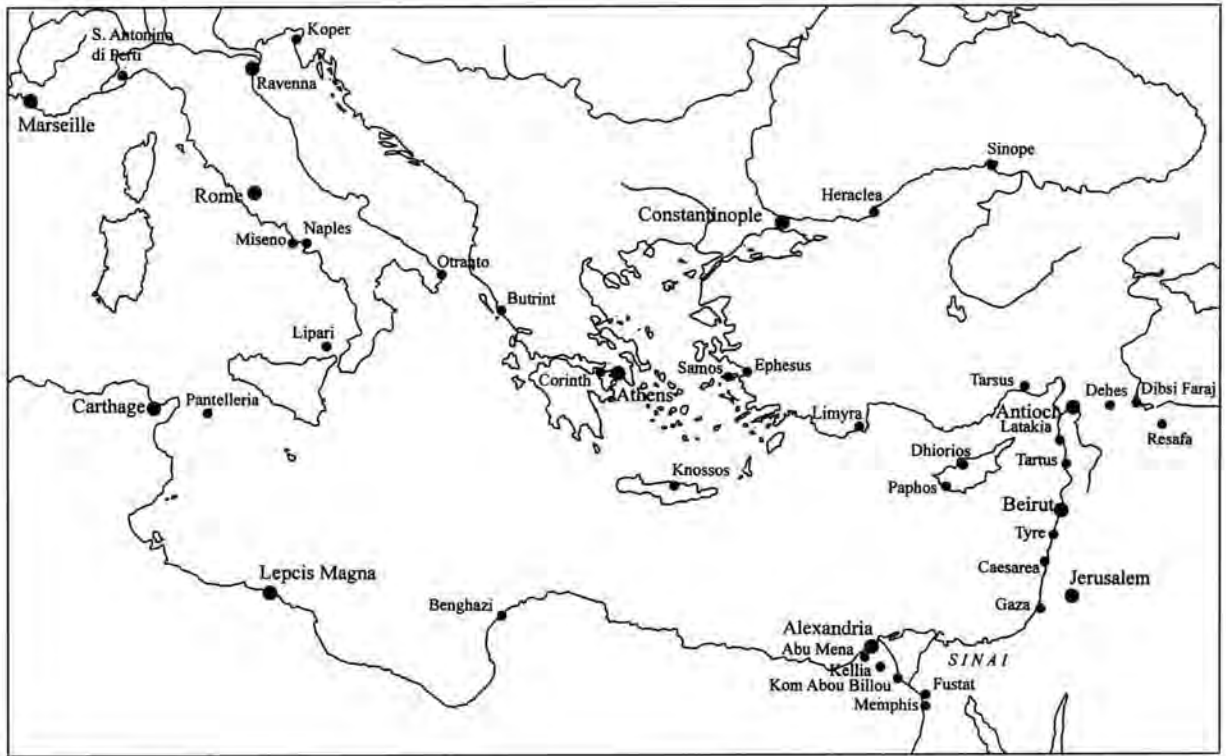 S. Antonino
di Perti
Koper
Ravenna
Marseille
Sinope
Rome
Heraclea
Constantinople
Miseno
Naples
Otranto
Butrint
Lipari
Corinth
Athens
Samos
Ephesus
Tarsus
Dehes
Dibsi Faraj
Carthage
Pantelleria
Limyra
Antioch
Latakia
Resafa
Dhiorios
Tartus
Knossos
Paphos
Beirut
Tyre
Caesarea
Lepcis Magna
Jerusalem
Benghazi
Gaza
Alexandria
Abu Mena
SINAI
Kellia
Kom Abou Billou
Fustat
Memphis